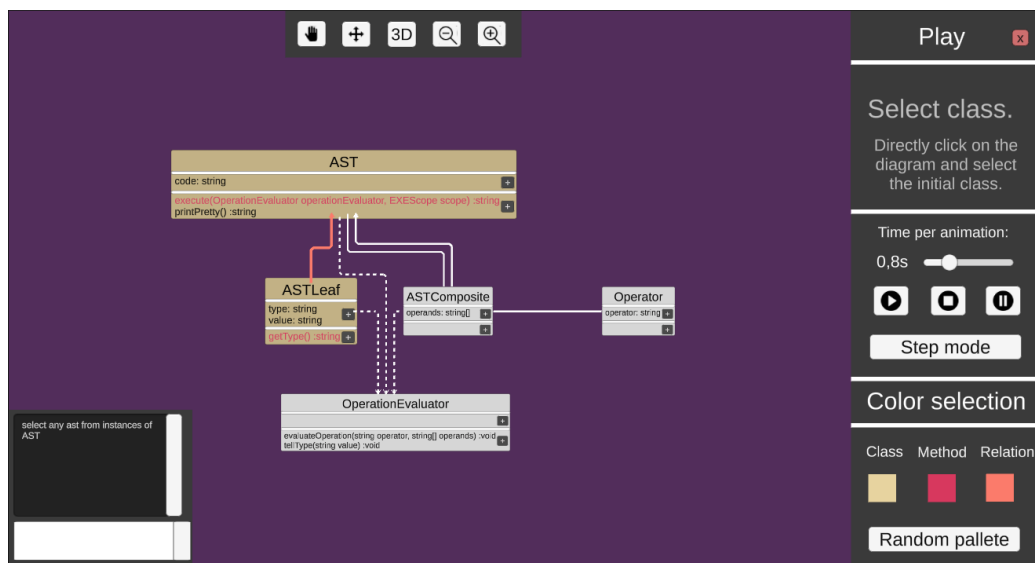 3D
Play
x
Select class.
Directly click on the
diagram and select
the initial class.
Time per animation:
0,8s
Step mode
Color selection
Class Method Relation
Random pallete
AST
code: string
+
execute(OperationEvaluator operationEvaluator, EXEScope scope) :string
printPretty() :string
+
ASTLeaf
type: string
value: string
+
getType() :string
+
ASTComposite
operands: string[]
+
+
Operator
operator: string
+
+
OperationEvaluator
+
evaluateOperation(string operator, string[] operands) :void
tellType(string value) :void
+
select any ast from instances of
AST